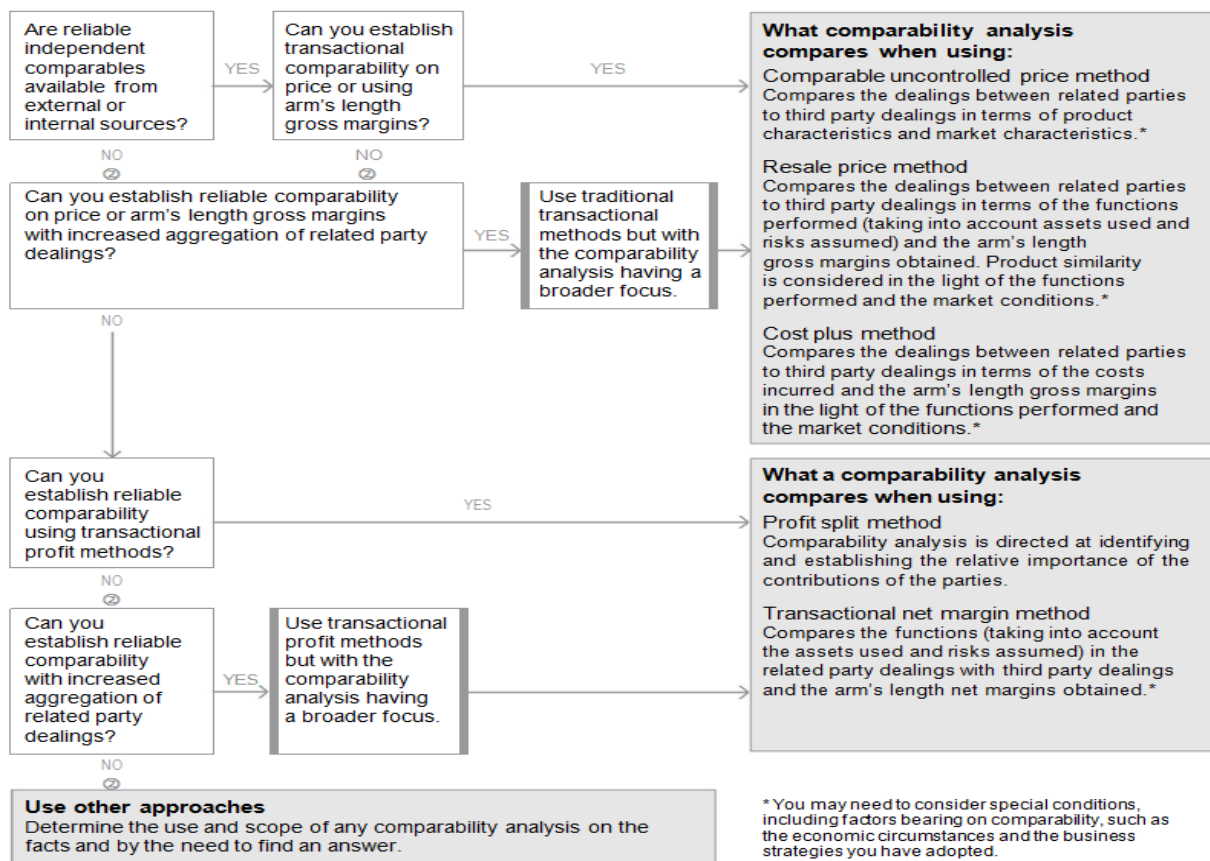 Are reliable
independent
comparables
available from
external or
internal sources?
YES
Can you establish
transactional
comparability on
price or using
arm's length
gross margins?
YES
What comparability analysis
compares when using:
Comparable uncontrolled price method
Compares the dealings between related parties
to third party dealings in terms of product
characteristics and market characteristics.*
Resale price method
Compares the dealings between related parties
to third party dealings in terms of the functions
performed (taking into account assets used and
risks assumed) and the arm's length
gross margins obtained. Product similarity
is considered in the light of the functions
performed and the market conditions.*
Cost plus method
Compares the dealings between related parties
to third party dealings in terms of the costs
incurred and the arm's length gross margins
in the light of the functions performed and
the market conditions.*
NO
②
NO
②
Can you establish reliable comparability
on price or arm's length gross margins
with increased aggregation of related party
dealings?
YES
Use traditional
transactional
methods but with
the comparability
analysis having a
broader focus.
NO
Can you
establish reliable
comparability
using transactional
profit methods?
YES
What a comparability analysis
compares when using:
Profit split method
Comparability analysis is directed at identifying
and establishing the relative importance of the
contributions of the parties.
Transactional net margin method
Compares the functions (taking into account
the assets used and risks assumed) in the
related party dealings with third party dealings
and the arm's length net margins obtained.*
NO
②
Can you
establish reliable
comparability
with increased
aggregation of
related party
dealings?
YES
Use transactional
profit methods
but with the
comparability
analysis having
a broader focus.
NO
②
Use other approaches
Determine the use and scope of any comparability analysis on the
facts and by the need to find an answer.
* You may need to consider special conditions,
including factors bearing on comparability, such as
the economic circumstances and the business
strategies you have adopted.